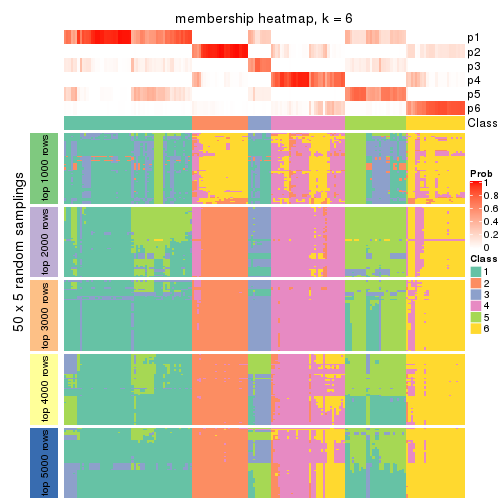 membership heatmap, k = 6
p1
p2
p3
p4
p5
p6
Class
50 x 5 random samplings
top 1000 rows
top 2000 rows
top 3000 rows
top 4000 rows
top 5000 rows
Prob
1
0.8
0.6
0.4
0.2
0
Class
1
2
3
4
5
6